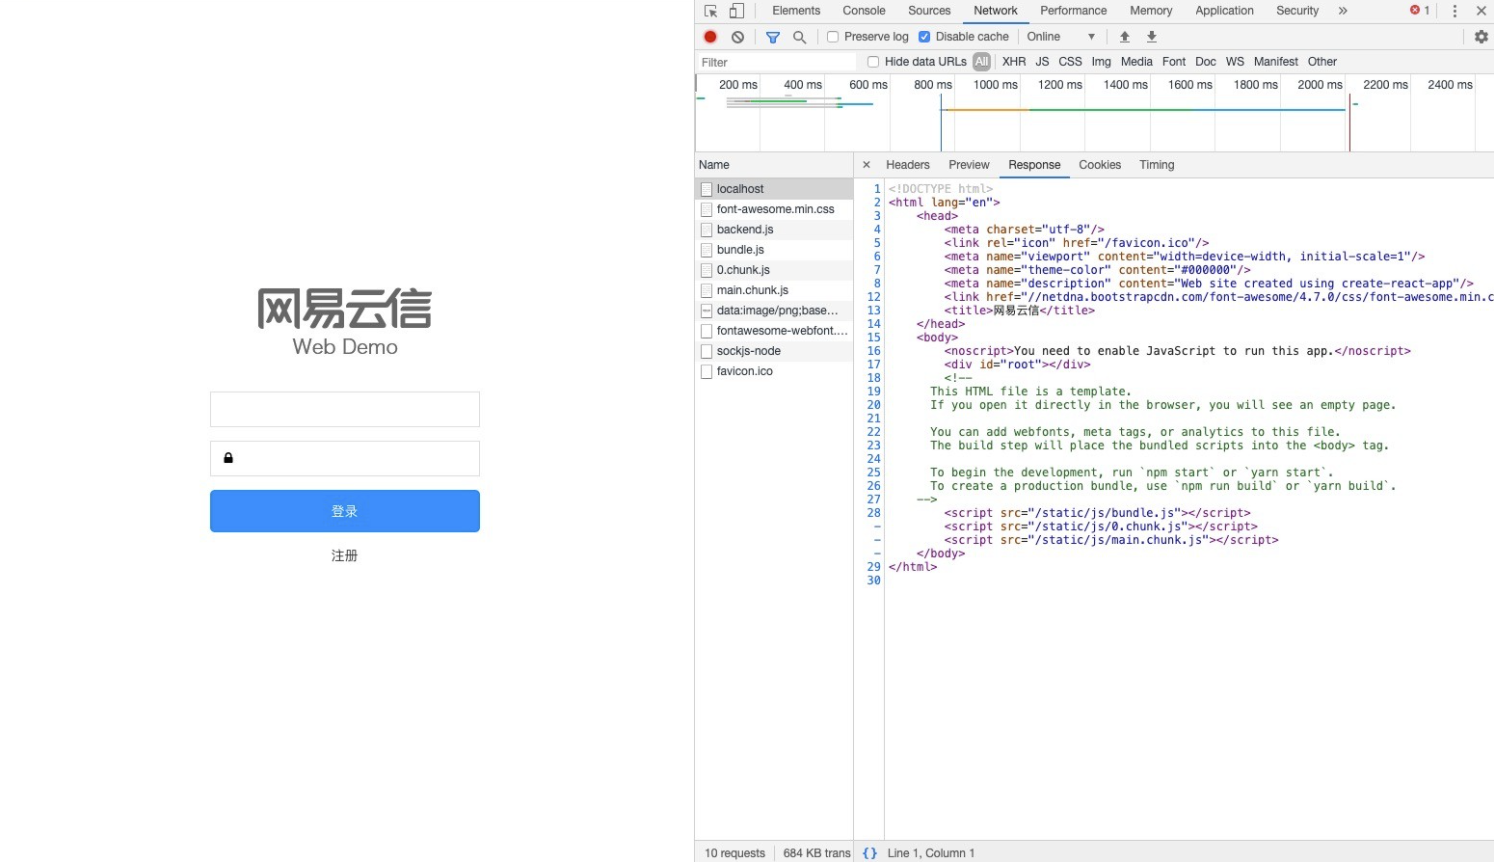 网易云信
Web Demo
登录
注册
Elements Console Sources Network Performance Memory Application Security » 1
Preserve log Disable cache Online
Filter Hide data URLs All XHR JS CSS Img Media Font Doc WS Manifest Other
200 ms 400 ms 600 ms 800 ms 1000 ms 1200 ms 1400 ms 1600 ms 1800 ms 2000 ms 2200 ms 2400 ms
Name
localhost
font-awesome.min.css
backend.js
bundle.js
0.chunk.js
main.chunk.js
data:image/png;base…
fontawesome-webfont.…
sockjs-node
favicon.ico
× Headers Preview Response Cookies Timing
1 <!DOCTYPE html>
2 <html lang="en">
3 <head>
4 <meta charset="utf-8"/>
5 <link rel="icon" href="/favicon.ico"/>
6 <meta name="viewport" content="width=device-width, initial-scale=1"/>
7 <meta name="theme-color" content="#000000"/>
8 <meta name="description" content="Web site created using create-react-app"/>
12 <link href="//netdna.bootstrapcdn.com/font-awesome/4.7.0/css/font-awesome.min.c
13 <title>网易云信</title>
14 </head>
15 <body>
16 <noscript>You need to enable JavaScript to run this app.</noscript>
17 <div id="root"></div>
18 <!--
19 This HTML file is a template.
20 If you open it directly in the browser, you will see an empty page.
21
22 You can add webfonts, meta tags, or analytics to this file.
23 The build step will place the bundled scripts into the <body> tag.
24
25 To begin the development, run `npm start` or `yarn start`.
26 To create a production bundle, use `npm run build` or `yarn build`.
27 -->
28 <script src="/static/js/bundle.js"></script>
- <script src="/static/js/0.chunk.js"></script>
- <script src="/static/js/main.chunk.js"></script>
- </body>
29 </html>
30
10 requests 684 KB trans {} Line 1, Column 1